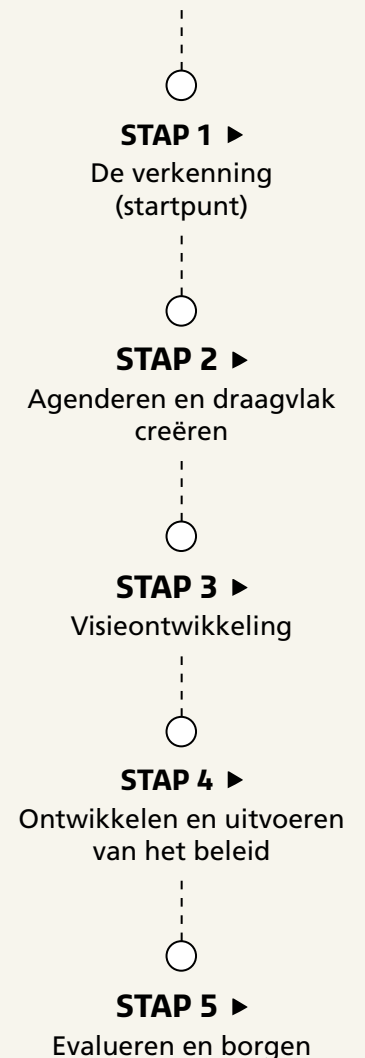 STAP 1 ▶
De verkenning
(startpunt)
STAP 2 ▶
Agenderen en draagvlak
creëren
STAP 3 ▶
Visieontwikkeling
STAP 4 ▶
Ontwikkelen en uitvoeren
van het beleid
STAP 5 ▶
Evalueren en borgen